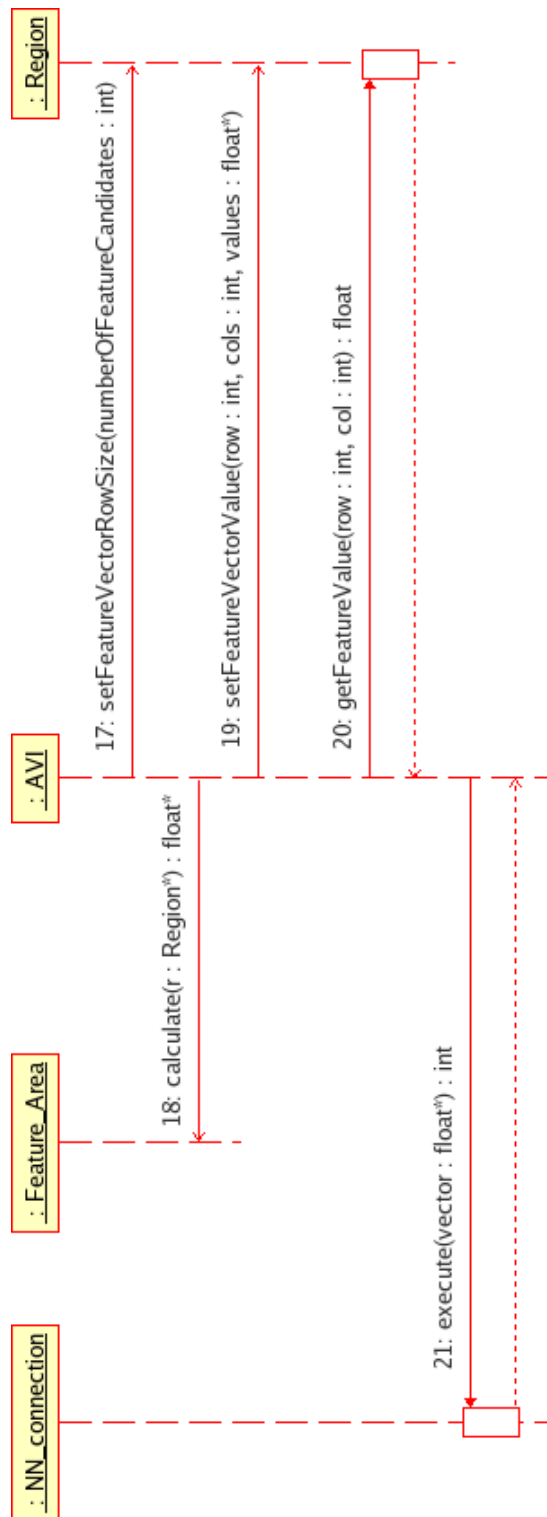 : NN_connection
: Feature_Area
: AVI
: Region
17: setFeatureVectorRowSize(numberOfFeatureCandidates : int)
18: calculate(r : Region*) : float*
19: setFeatureVectorValue(row : int, cols : int, values : float*)
20: getFeatureValue(row : int, col : int) : float
21: execute(vector : float*) : int